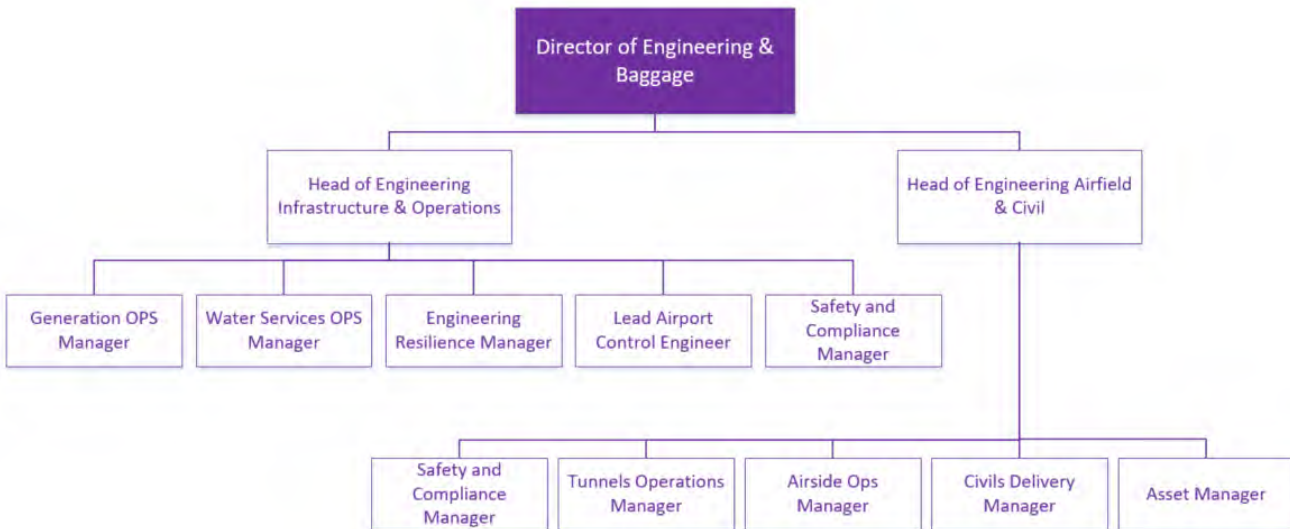 Director of Engineering &
Baggage
Head of Engineering
Infrastructure & Operations
Head of Engineering Airfield
& Civil
Generation OPS
Manager
Water Services OPS
Manager
Engineering
Resilience Manager
Lead Airport
Control Engineer
Safety and
Compliance
Manager
Safety and
Compliance
Manager
Tunnels Operations
Manager
Airside Ops
Manager
Civils Delivery
Manager
Asset Manager